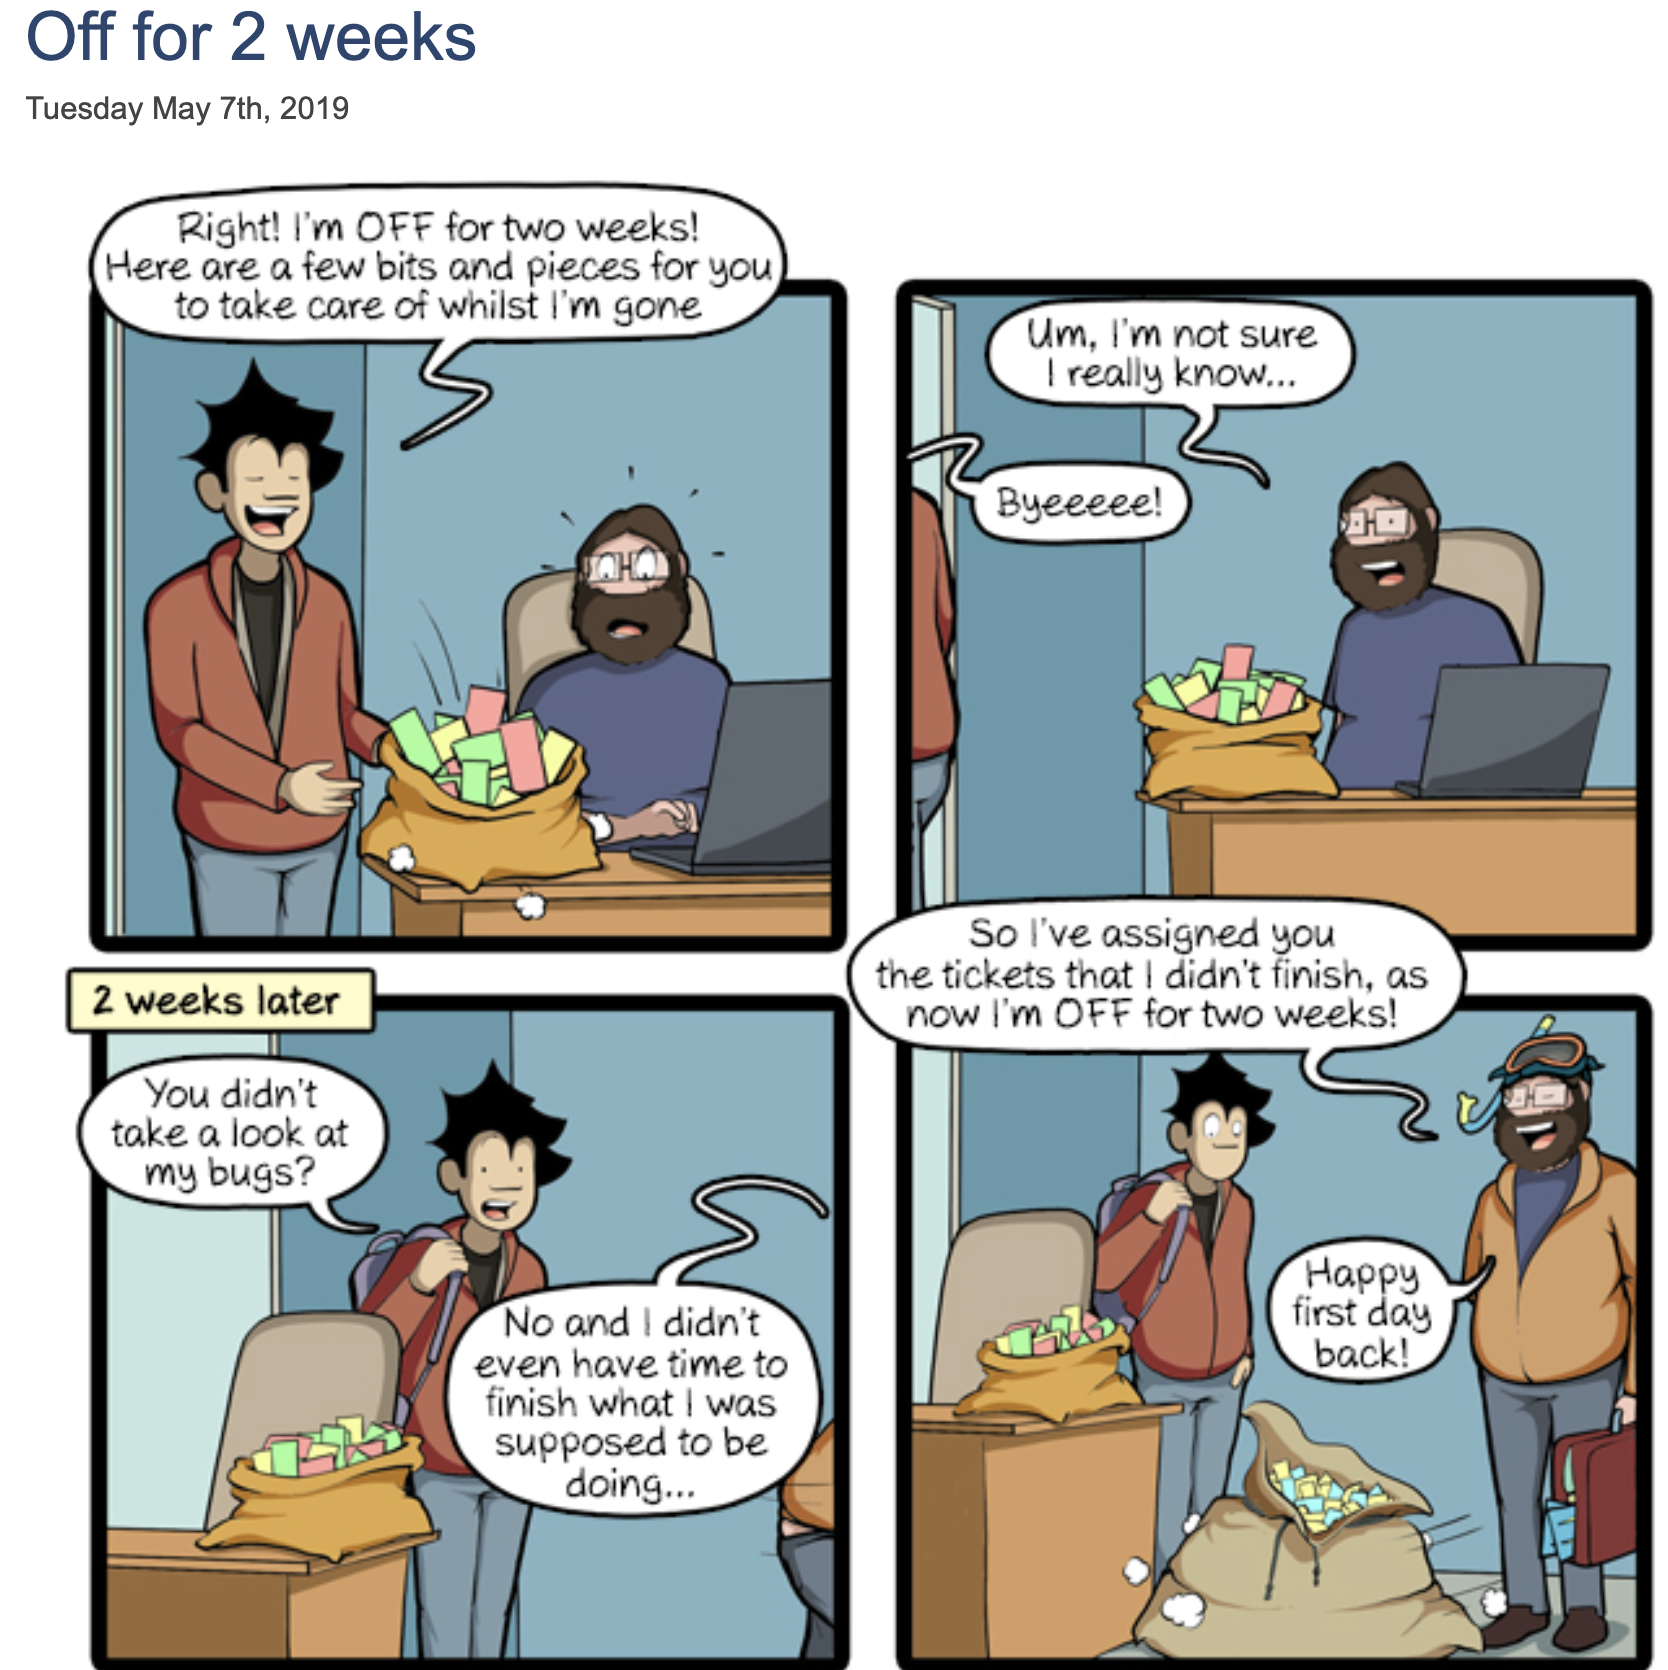 Off for 2 weeks
Tuesday May 7th, 2019
Right! I'm OFF for two weeks!
Here are a few bits and pieces for you
to take care of whilst I'm gone
Um, I'm not sure
I really know...
Byeeeee!
2 weeks later
You didn't
take a look at
my bugs?
No and I didn't
even have time to
finish what I was
supposed to be
doing...
So I've assigned you
the tickets that I didn't finish, as
now I'm OFF for two weeks!
Happy
first day
back!